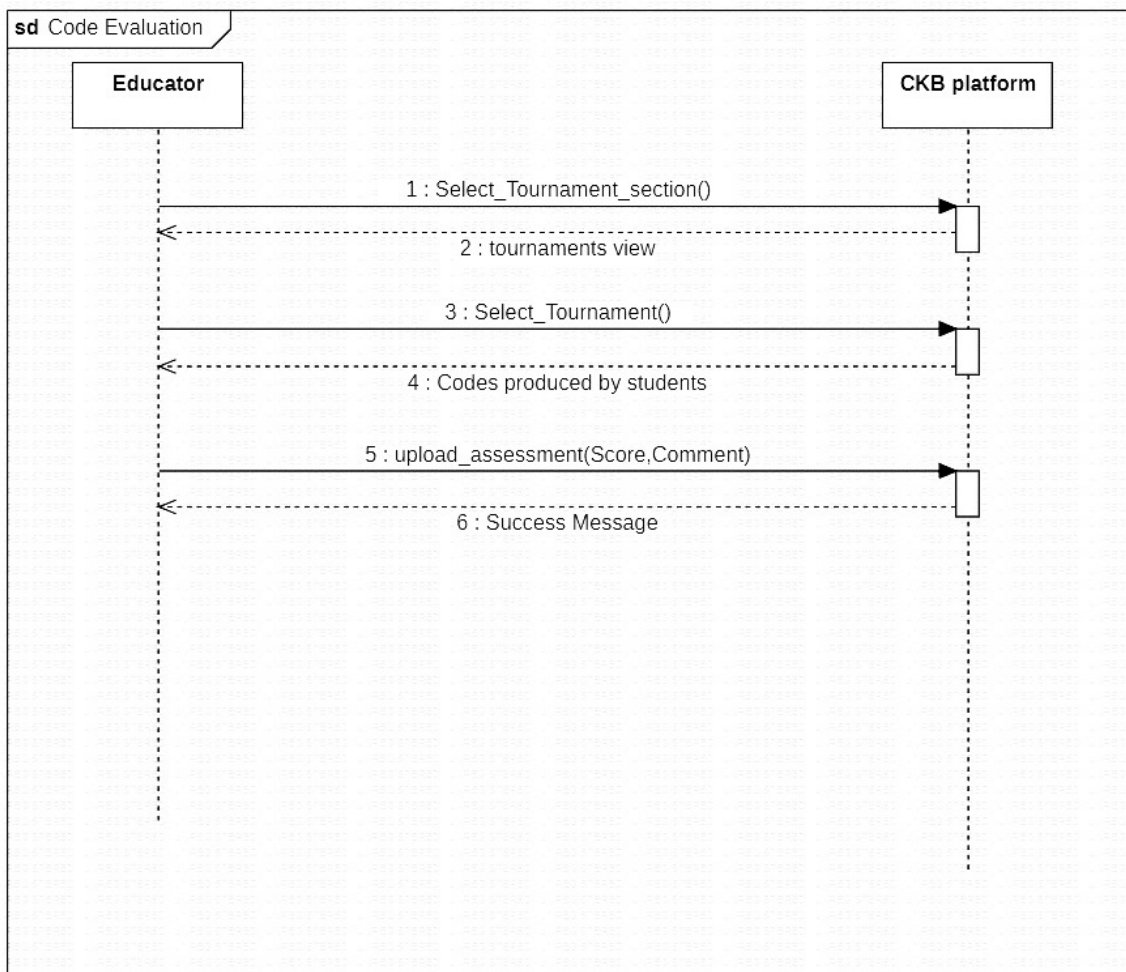 sd Code Evaluation
Educator
CKB platform
1 : Select_Tournament_section()
2 : tournaments view
3 : Select_Tournament()
4 : Codes produced by students
5 : upload_assessment(Score,Comment)
6 : Success Message